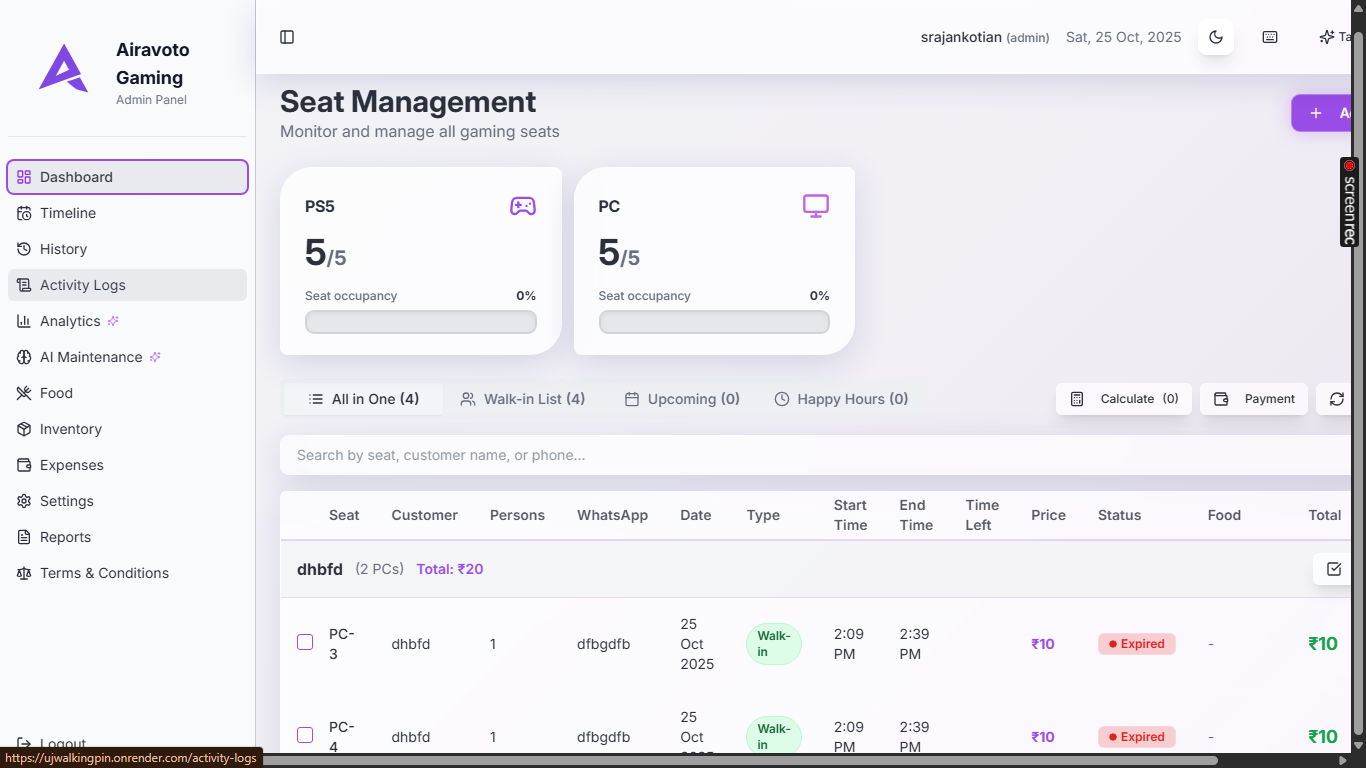 Airavoto
Gaming
Admin Panel
Dashboard
Timeline
History
Activity Logs
Analytics
AI Maintenance
Food
Inventory
Expenses
Settings
Reports
Terms & Conditions
Logout
https://ujwalkingpin.onrender.com/activity-logs
srajankotian (admin) Sat, 25 Oct, 2025
Seat Management
Monitor and manage all gaming seats
screen rec
PS5
5/5
Seat occupancy 0%
PC
5/5
Seat occupancy 0%
All in One (4) Walk-in List (4) Upcoming (0) Happy Hours (0) Calculate (0) Payment
Search by seat, customer name, or phone...
Seat Customer Persons WhatsApp Date Type Start Time End Time Time Left Price Status Food Total
dhbfd (2 PCs) Total: ₹20
PC-3 dhbfd 1 dfbgdfb 25 Oct 2025 Walk-in 2:09 PM 2:39 PM ₹10 Expired - ₹10
PC-4 dhbfd 1 dfbgdfb 25 Oct Walk-in 2:09 PM 2:39 PM ₹10 Expired - ₹10